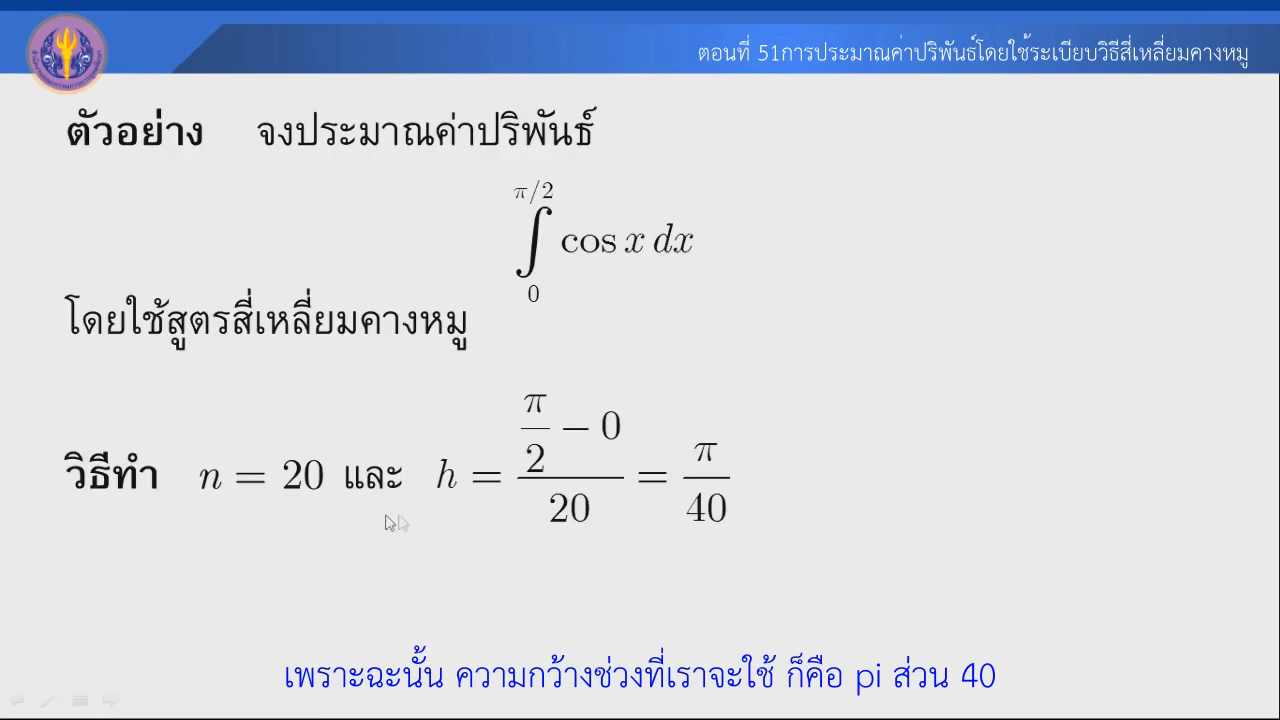 ตอนที่ 51การประมาณค่าปริพันธ์โดยใช้ระเบียบวิธีสี่เหลี่ยมคางหมู
ตัวอย่าง จงประมาณค่าปริพันธ์
∫_0^{π/2} cos x dx
โดยใช้สูตรสี่เหลี่ยมคางหมู
วิธีทำ n = 20 และ h = (π/2 − 0)/20 = π/40
เพราะฉะนั้น ความกว้างช่วงที่เราจะใช้ ก็คือ pi ส่วน 40